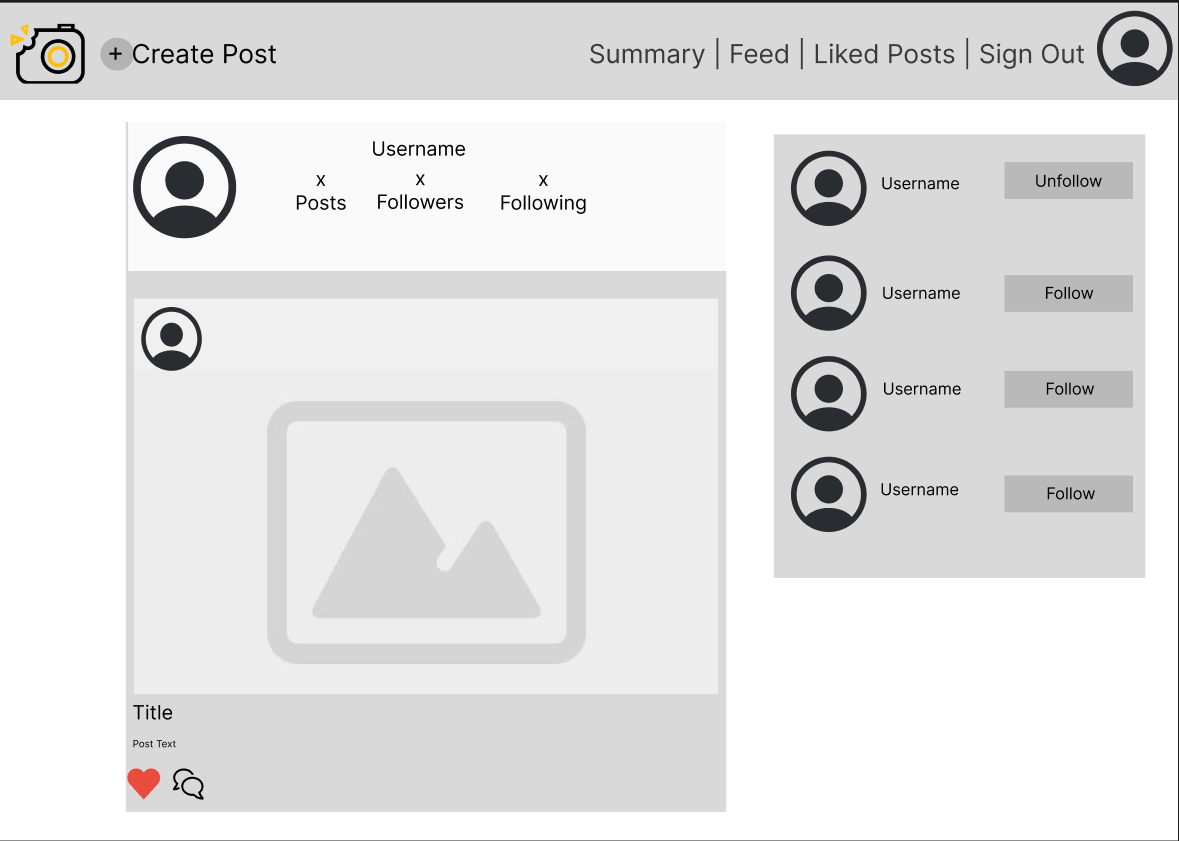 + Create Post
Summary | Feed | Liked Posts | Sign Out
Username
x x x
Posts Followers Following
Title
Post Text
Username Unfollow
Username Follow
Username Follow
Username Follow